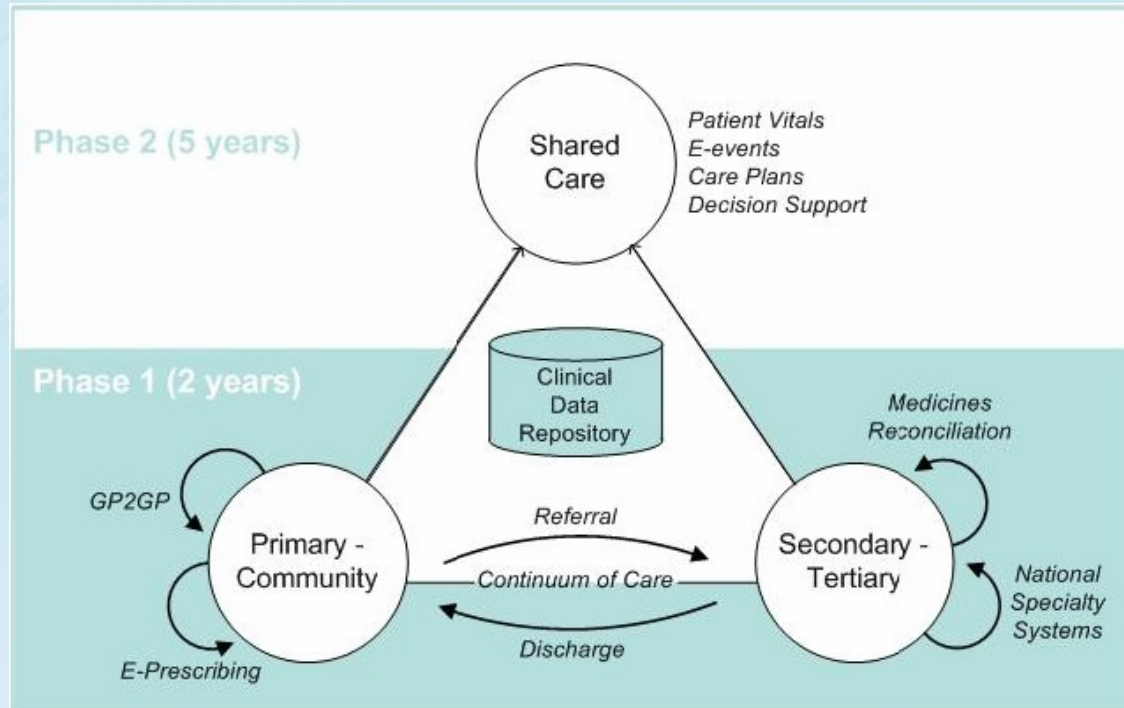 Phase 2 (5 years)
Shared
Care
Patient Vitals
E-events
Care Plans
Decision Support
Phase 1 (2 years)
Clinical
Data
Repository
Medicines
Reconciliation
GP2GP
Primary -
Community
E-Prescribing
Referral
Continuum of Care
Discharge
Secondary -
Tertiary
National
Specialty
Systems